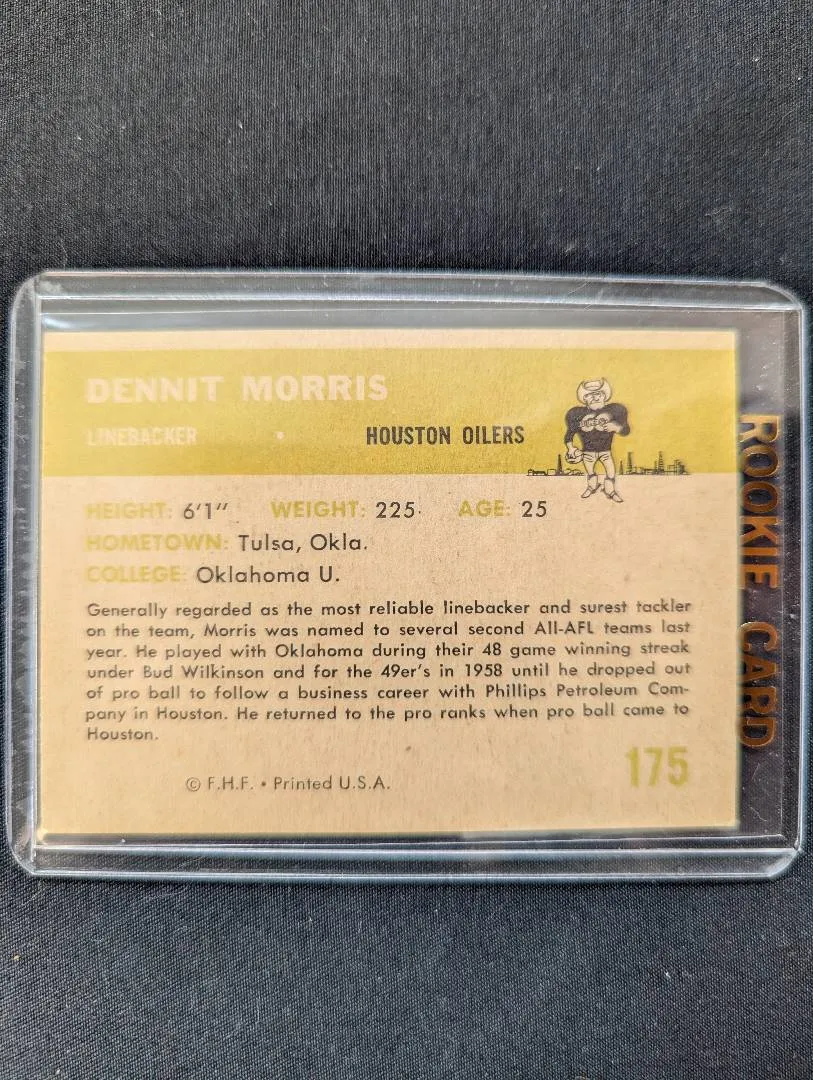 DENNIT MORRIS
LINEBACKER • HOUSTON OILERS
HEIGHT: 6'1" WEIGHT: 225 AGE: 25
HOMETOWN: Tulsa, Okla.
COLLEGE: Oklahoma U.
Generally regarded as the most reliable linebacker and surest tackler
on the team, Morris was named to several second All-AFL teams last
year. He played with Oklahoma during their 48 game winning streak
under Bud Wilkinson and for the 49er's in 1958 until he dropped out
of pro ball to follow a business career with Phillips Petroleum Com-
pany in Houston. He returned to the pro ranks when pro ball came to
Houston.
175
© F.H.F. • Printed U.S.A.
ROOKIE CARD